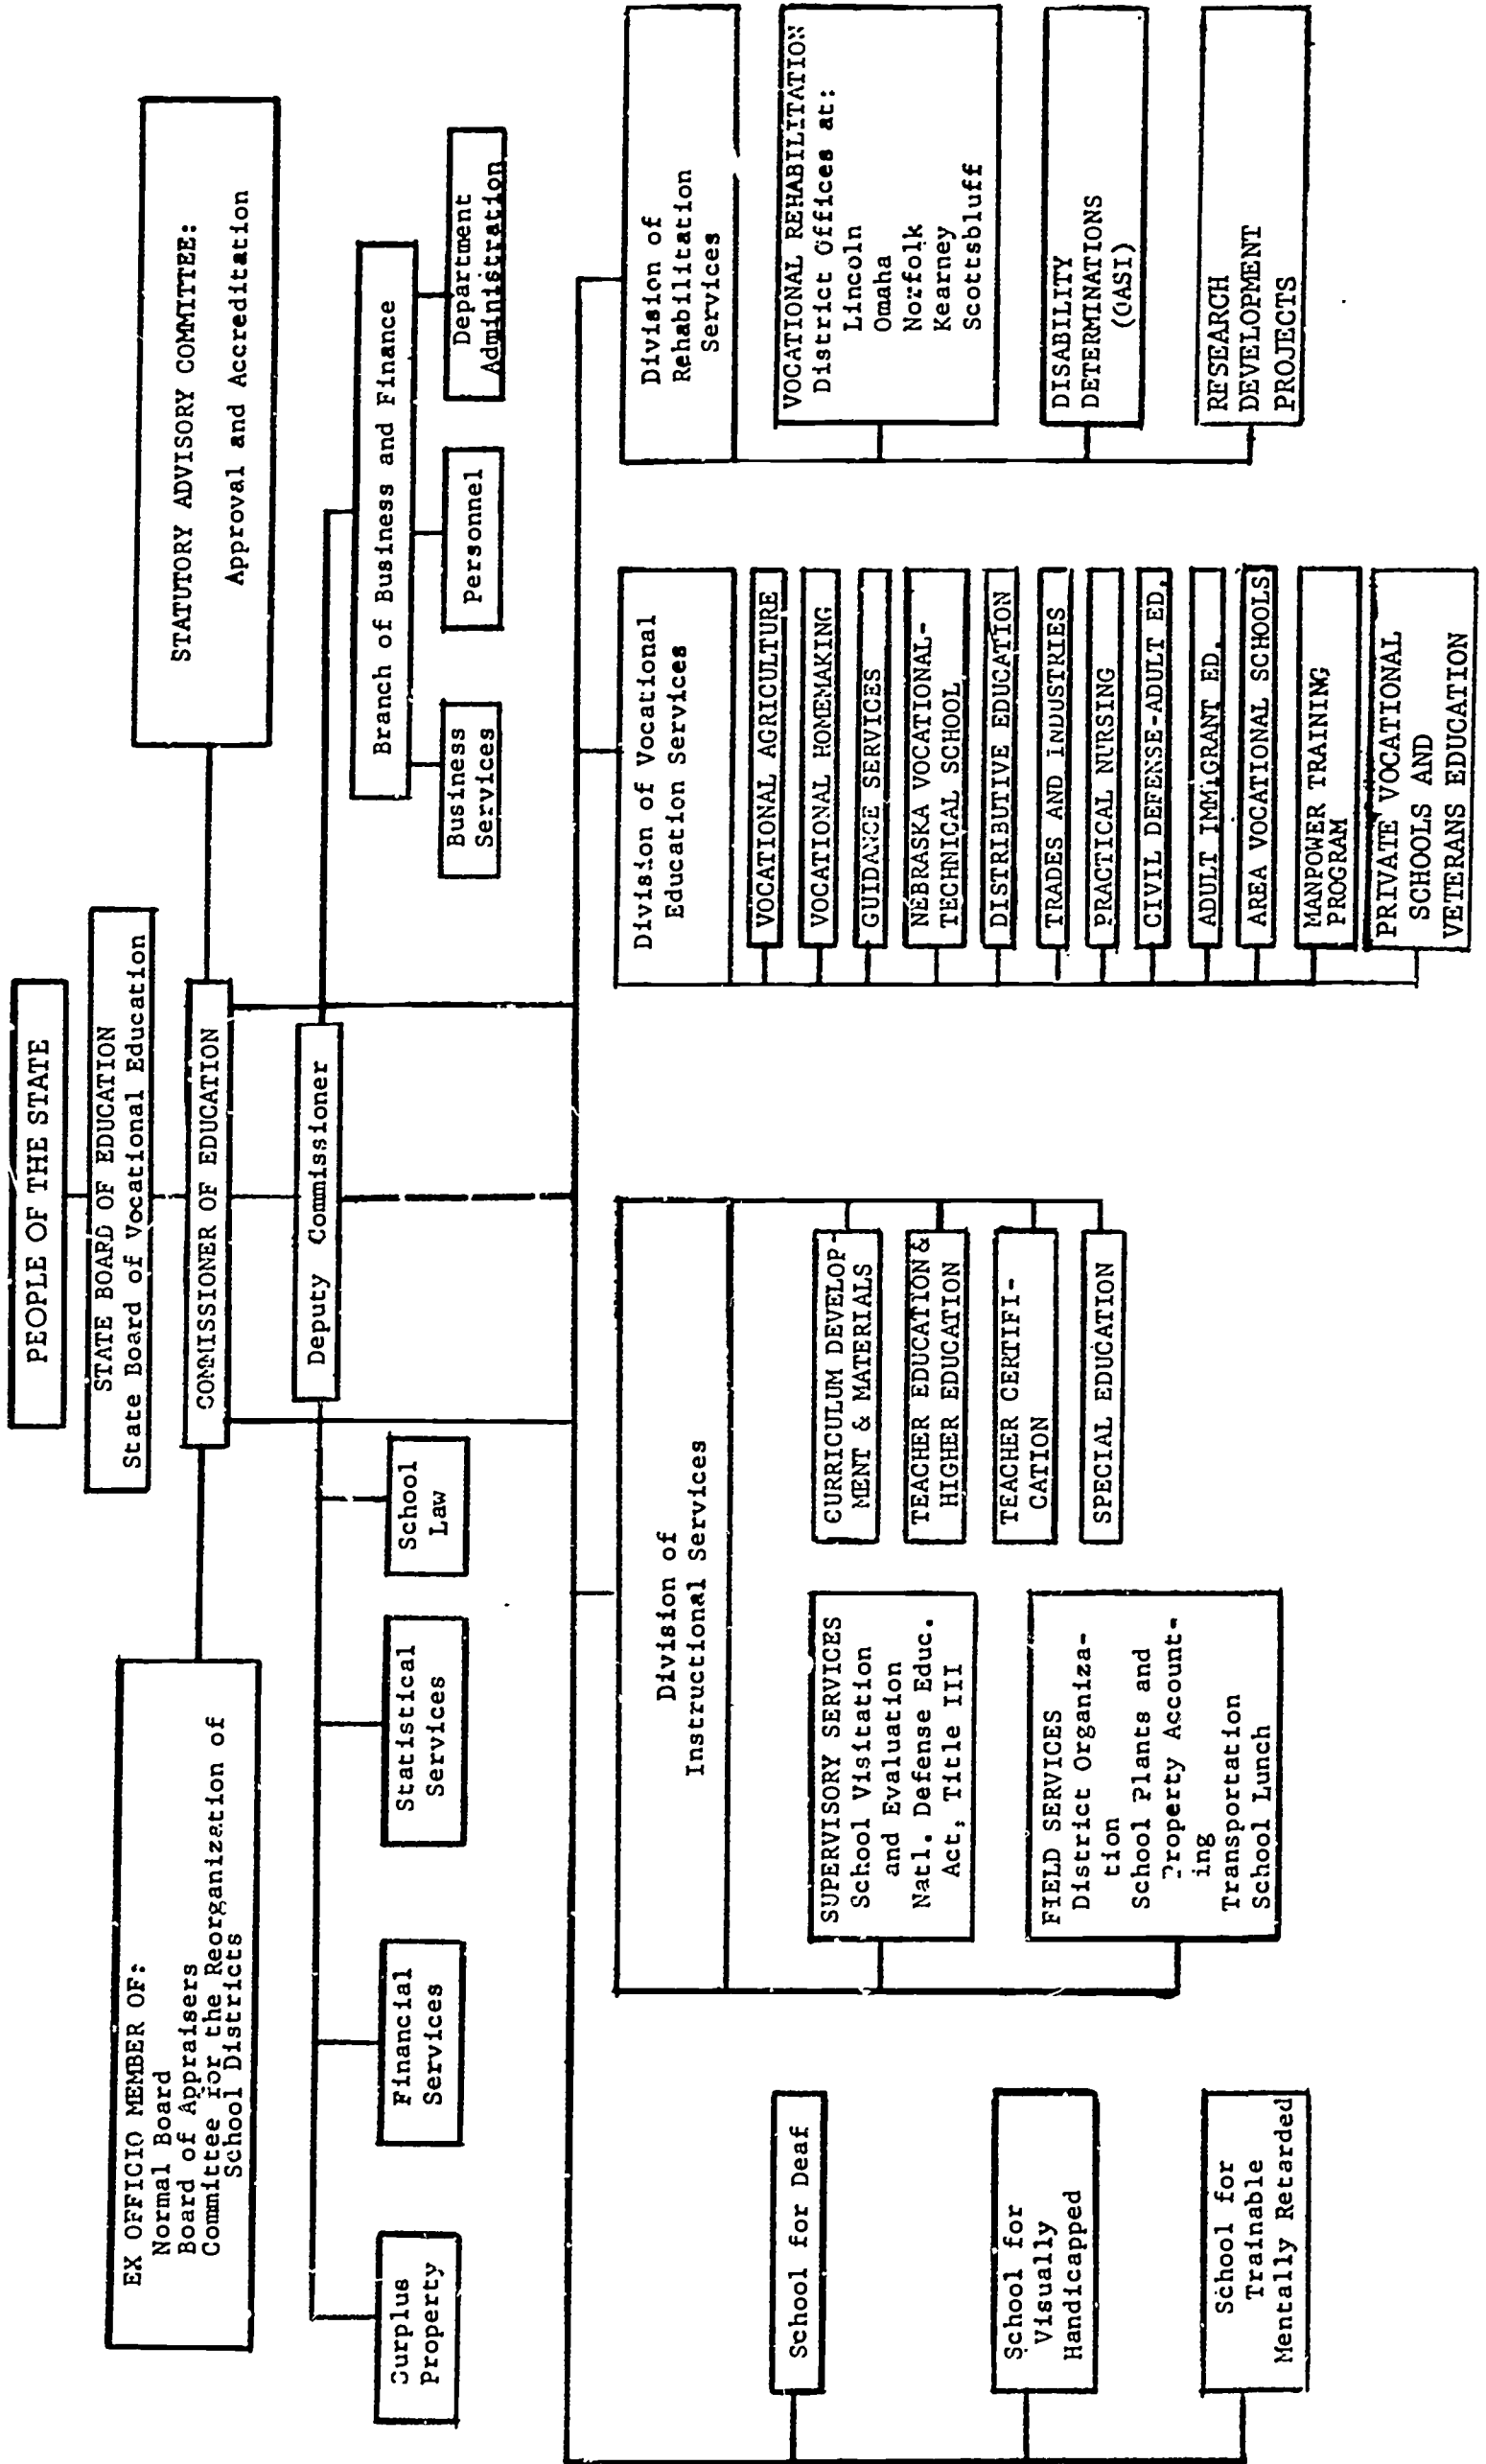 PEOPLE OF THE STATE
STATE BOARD OF EDUCATION
State Board of Vocational Education
COMMISSIONER OF EDUCATION
EX OFFICIO MEMBER OF:
Normal Board
Board of Appraisers
Committee for the Reorganization of
School Districts
STATUTORY ADVISORY COMMITTEE:
Approval and Accreditation
Deputy Commissioner
Surplus
Property
Financial
Services
Statistical
Services
School
Law
Branch of Business and Finance
Business
Services
Personnel
Department
Administration
School for Deaf
School for
Visually
Handicapped
School for
Trainable
Mentally Retarded
Division of
Instructional Services
SUPERVISORY SERVICES
School Visitation
and Evaluation
Natl. Defense Educ.
Act, Title III
FIELD SERVICES
District Organiza-
tion
School Plants and
Property Account-
ing
Transportation
School Lunch
CURRICULUM DEVELOP-
MENT & MATERIALS
TEACHER EDUCATION &
HIGHER EDUCATION
TEACHER CERTIFI-
CATION
SPECIAL EDUCATION
Division of Vocational
Education Services
VOCATIONAL AGRICULTURE
VOCATIONAL HOMEMAKING
GUIDANCE SERVICES
NEBRASKA VOCATIONAL-
TECHNICAL SCHOOL
DISTRIBUTIVE EDUCATION
TRADES AND INDUSTRIES
PRACTICAL NURSING
CIVIL DEFENSE-ADULT ED.
ADULT IMMIGRANT ED.
AREA VOCATIONAL SCHOOLS
MANPOWER TRAINING
PROGRAM
PRIVATE VOCATIONAL
SCHOOLS AND
VETERANS EDUCATION
Division of
Rehabilitation
Services
VOCATIONAL REHABILITATION
District Offices at:
Lincoln
Omaha
Norfolk
Kearney
Scottsbluff
DISABILITY
DETERMINATIONS
(OASI)
RESEARCH
DEVELOPMENT
PROJECTS